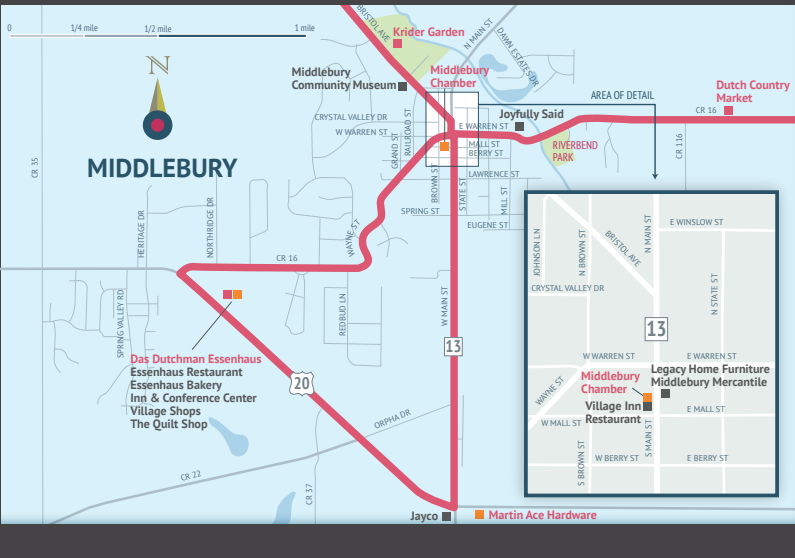 0
1/4 mile
1/2 mile
1 mile
N
MIDDLEBURY
BRISTOL AVE
Krider Garden
N MAIN ST
DAWN ESTATES DR
Middlebury
Community Museum
Middlebury
Chamber
Joyfully Said
AREA OF DETAIL
Dutch Country
Market
CR 16
CRYSTAL VALLEY DR
W WARREN ST
GRAND ST
RAILROAD ST
E WARREN ST
MALL ST
BERRY ST
RIVERBEND
PARK
CR 116
CR 35
LAWRENCE ST
BROWN ST
STATE ST
MILL ST
SPRING ST
EUGENE ST
HERITAGE DR
NORTHRIDGE DR
WAYNE ST
CR 16
SPRING VALLEY RD
REDBUD LN
W MAIN ST
13
20
Das Dutchman Essenhaus
Essenhaus Restaurant
Essenhaus Bakery
Inn & Conference Center
Village Shops
The Quilt Shop
ORPHA DR
CR 22
CR 37
Jayco
Martin Ace Hardware
JOHNSON LN
N BROWN ST
BRISTOL AVE
N MAIN ST
E WINSLOW ST
CRYSTAL VALLEY DR
N STATE ST
13
W WARREN ST
E WARREN ST
WAYNE ST
Middlebury
Chamber
Legacy Home Furniture
Middlebury Mercantile
Village Inn
Restaurant
W MALL ST
E MALL ST
S BROWN ST
S MAIN ST
W BERRY ST
E BERRY ST